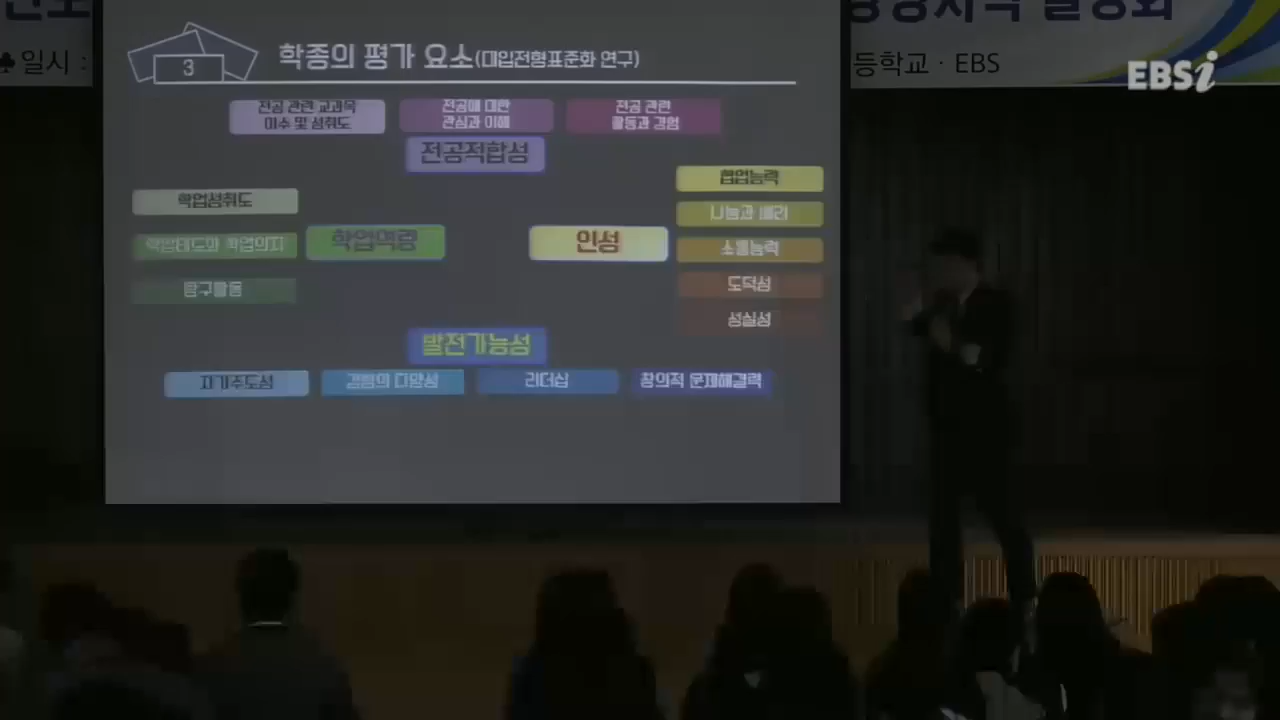 ♣일시 :
등학교 · EBS
EBSi
3
학종의 평가 요소(대입전형표준화 연구)
전공 관련 교과목
이수 및 성취도
전공에 대한
관심과 이해
전공 관련
활동과 경험
전공적합성
학업성취도
학업태도와 학업의지
탐구활동
학업역량
인성
협업능력
나눔과 배려
소통능력
도덕성
성실성
발전가능성
자기주도성
경험의 다양성
리더십
창의적 문제해결력